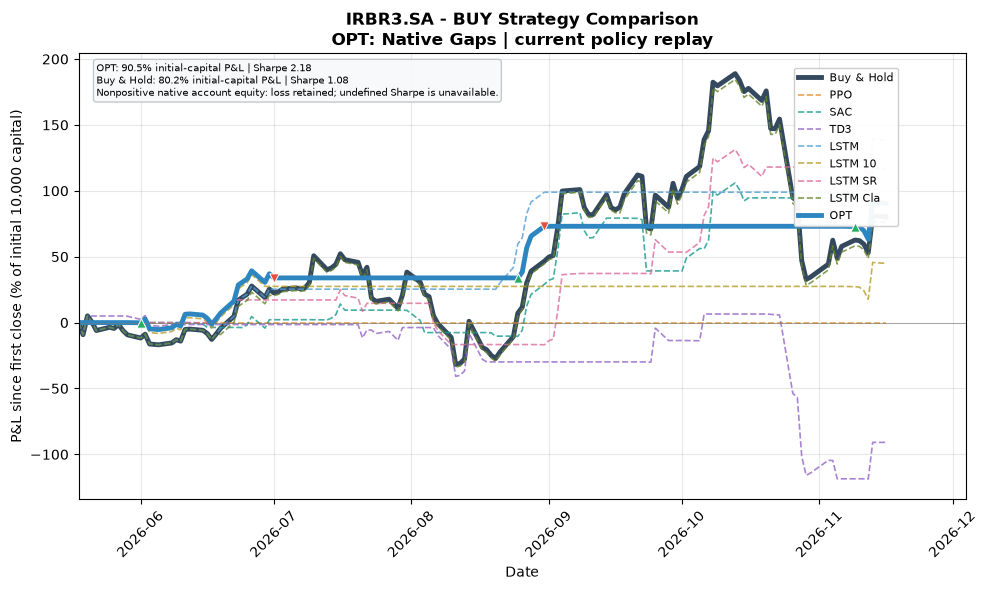 IRBR3.SA - BUY Strategy Comparison
OPT: Native Gaps | current policy replay
OPT: 90.5% initial-capital P&L | Sharpe 2.18
Buy & Hold: 80.2% initial-capital P&L | Sharpe 1.08
Nonpositive native account equity: loss retained; undefined Sharpe is unavailable.
Buy & Hold
PPO
SAC
TD3
LSTM
LSTM 10
LSTM SR
LSTM Cla
OPT
P&L since first close (% of initial 10,000 capital)
200
150
100
50
0
−50
−100
2026-06
2026-07
2026-08
2026-09
2026-10
2026-11
2026-12
Date